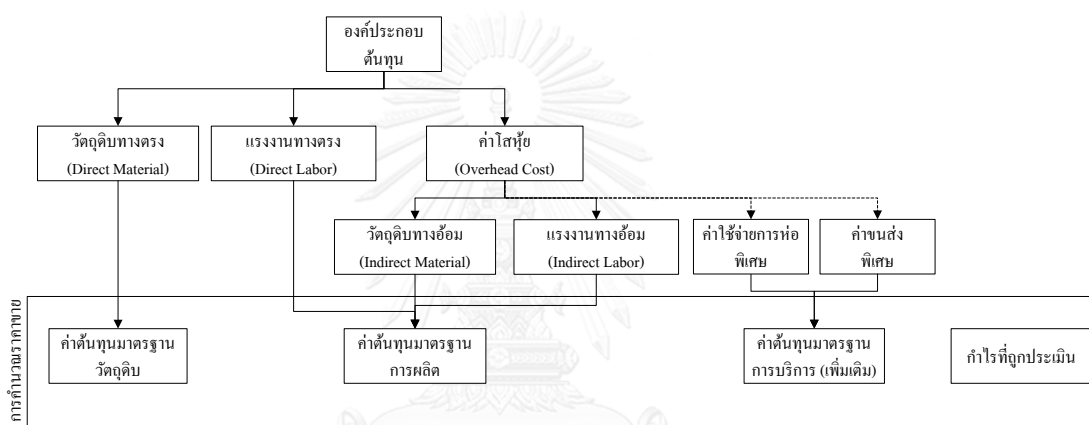 องค์ประกอบ
ต้นทุน
วัตถุดิบทางตรง
(Direct Material)
แรงงานทางตรง
(Direct Labor)
ค่าโสหุ้ย
(Overhead Cost)
วัตถุดิบทางอ้อม
(Indirect Material)
แรงงานทางอ้อม
(Indirect Labor)
ค่าใช้จ่ายการห่อ
พิเศษ
ค่าขนส่ง
พิเศษ
การคำนวณราคาขาย
ค่าต้นทุนมาตรฐาน
วัตถุดิบ
ค่าต้นทุนมาตรฐาน
การผลิต
ค่าต้นทุนมาตรฐาน
การบริการ (เพิ่มเติม)
กำไรที่ถูกประเมิน